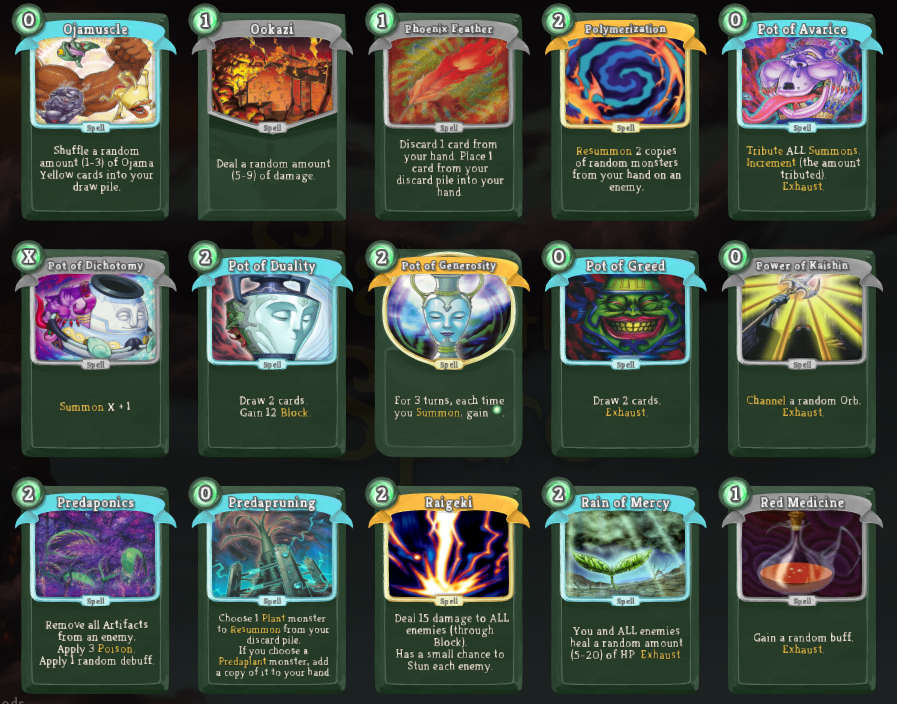 0
Ojamuscle
Spell
Shuffle a random
amount (1-3) of Ojama
Yellow cards into your
draw pile.
1
Ookazi
Spell
Deal a random amount
(5-9) of damage.
1
Phoenix Feather
Spell
Discard 1 card from
your hand. Place 1
card from your
discard pile into your
hand.
2
Polymerization
Spell
Resummon 2 copies
of random monsters
from your hand on an
enemy.
0
Pot of Avarice
Spell
Tribute ALL Summons.
Increment (the amount
tributed).
Exhaust.
X
Pot of Dichotomy
Spell
Summon X +1
2
Pot of Duality
Spell
Draw 2 cards.
Gain 12 Block.
2
Pot of Generosity
Spell
For 3 turns, each time
you Summon, gain .
0
Pot of Greed
Spell
Draw 2 cards.
Exhaust.
0
Power of Kaishin
Spell
Channel a random Orb.
Exhaust.
2
Predaponics
Spell
Remove all Artifacts
from an enemy.
Apply 3 Poison.
Apply 1 random debuff.
0
Predapruning
Spell
Choose 1 Plant monster
to Resummon from your
discard pile.
If you choose a
Predaplant monster, add
a copy of it to your hand.
2
Raigeki
Spell
Deal 15 damage to ALL
enemies (through
Block).
Has a small chance to
Stun each enemy.
2
Rain of Mercy
Spell
You and ALL enemies
heal a random amount
(5-20) of HP. Exhaust.
1
Red Medicine
Spell
Gain a random buff.
Exhaust.